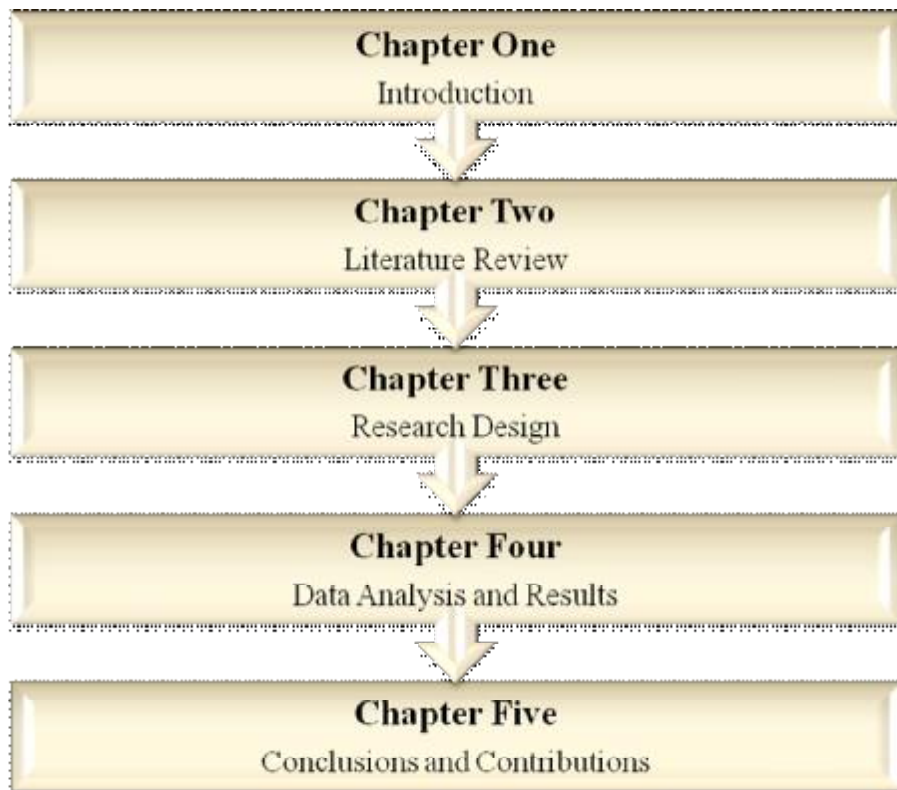 Chapter One
Introduction
Chapter Two
Literature Review
Chapter Three
Research Design
Chapter Four
Data Analysis and Results
Chapter Five
Conclusions and Contributions